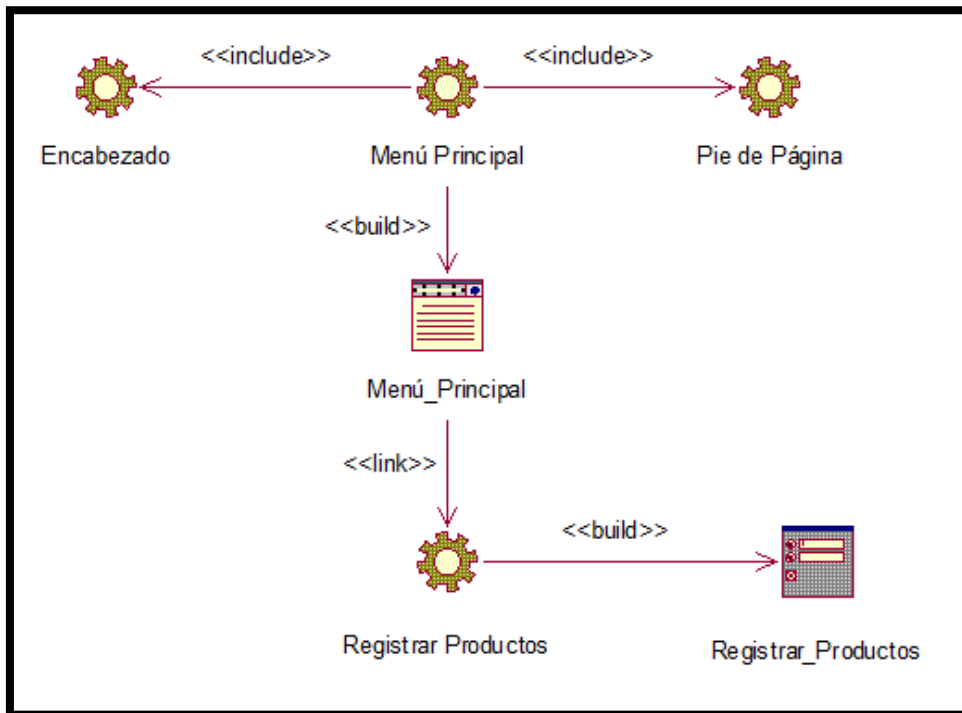 <<include>>
<<include>>
Encabezado
Menú Principal
Pie de Página
<<build>>
Menú_Principal
<<link>>
<<build>>
Registrar Productos
Registrar_Productos